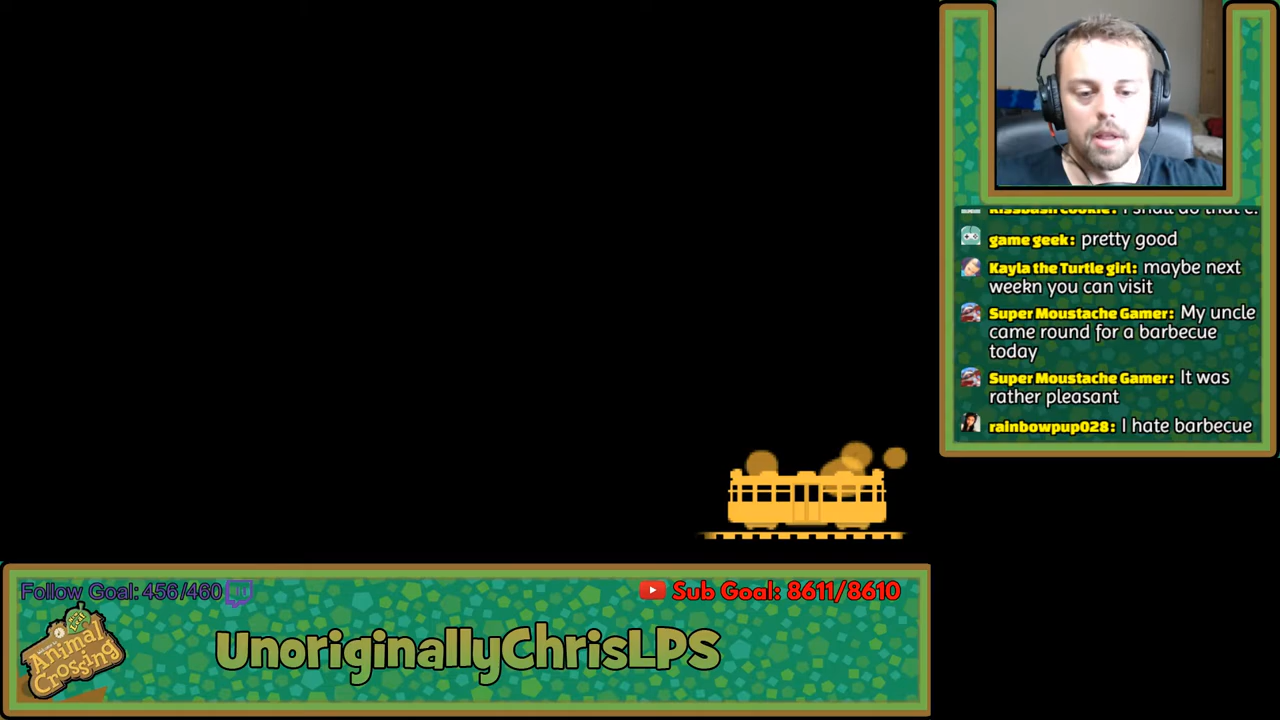 game geek: pretty good
Kayla the Turtle girl: maybe next
weekn you can visit
Super Moustache Gamer: My uncle
came round for a barbecue
today
Super Moustache Gamer: It was
rather pleasant
rainbowpup028: I hate barbecue
Follow Goal: 456/460
Sub Goal: 8611/8610
Animal
Crossing
UnoriginallyChrisLPS